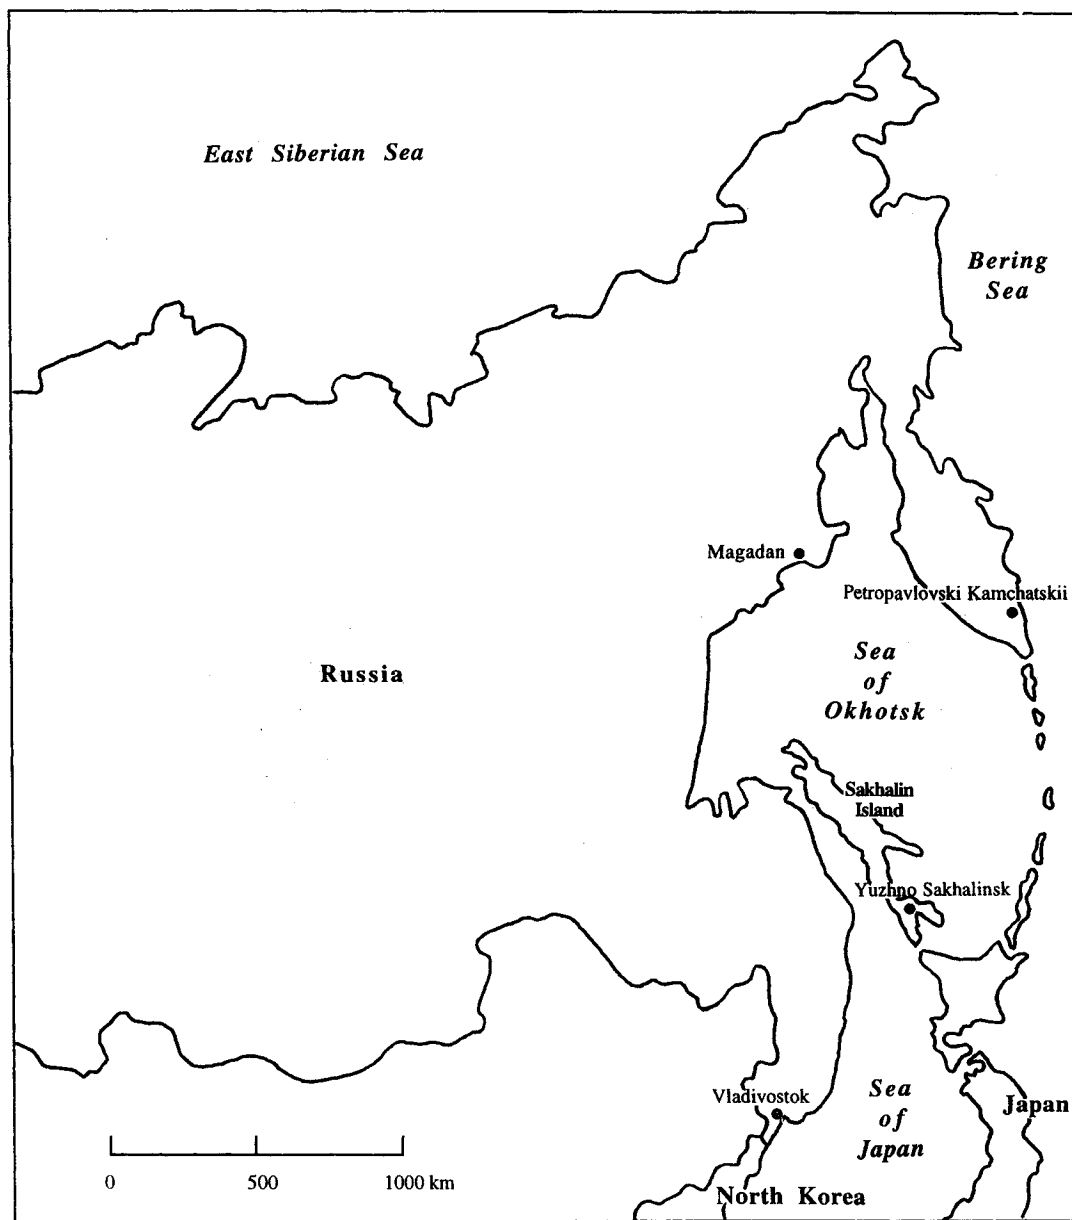 East Siberian Sea
Bering
Sea
Magadan
Petropavlovski Kamchatskii
Russia
Sea
of
Okhotsk
Sakhalin
Island
Yuzhno Sakhalinsk
Vladivostok
Sea
of
Japan
Japan
0 500 1000 km
North Korea